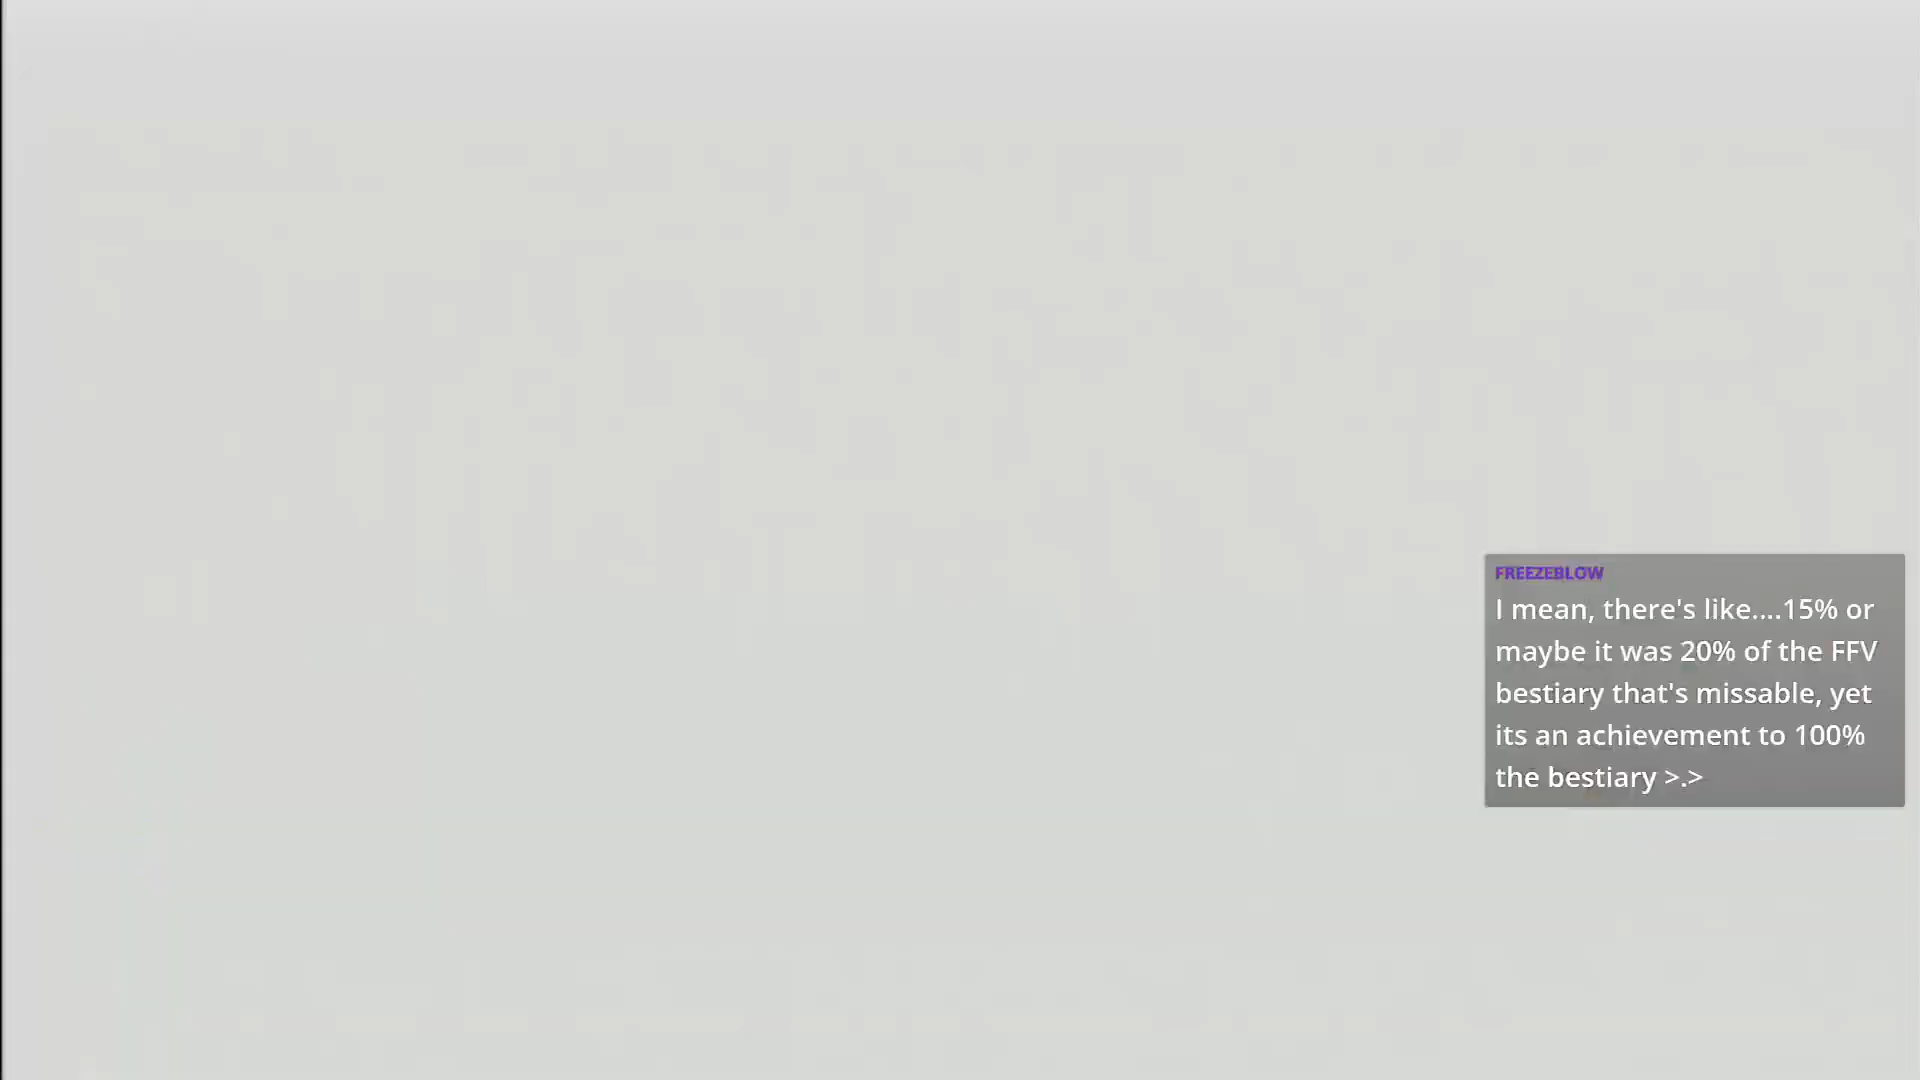 FREEZEBLOW
I mean, there's like....15% or
maybe it was 20% of the FFV
bestiary that's missable, yet
its an achievement to 100%
the bestiary >.>